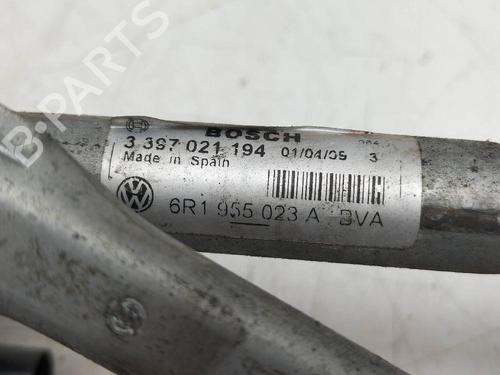 BOSCH
3 397 021 194 01/04/09 3
Made in Spain
6R1 955 023 A BVA
B-PARTS